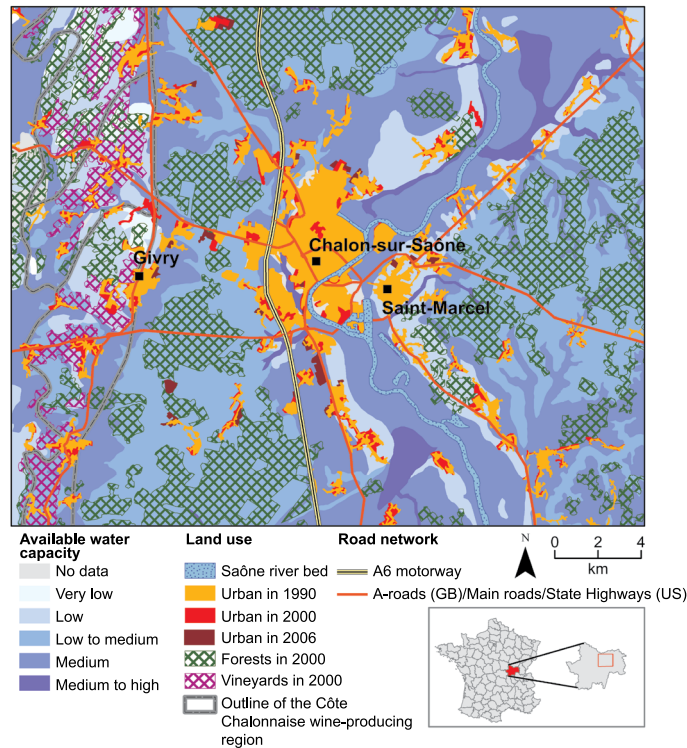 Chalon-sur-Saône
Givry
Saint-Marcel
Available water
capacity
No data
Very low
Low
Low to medium
Medium
Medium to high
Land use
Saône river bed
Urban in 1990
Urban in 2000
Urban in 2006
Forests in 2000
Vineyards in 2000
Outline of the Côte
Chalonnaise wine-producing
region
Road network
A6 motorway
A-roads (GB)/Main roads/State Highways (US)
N
0 2 4
km